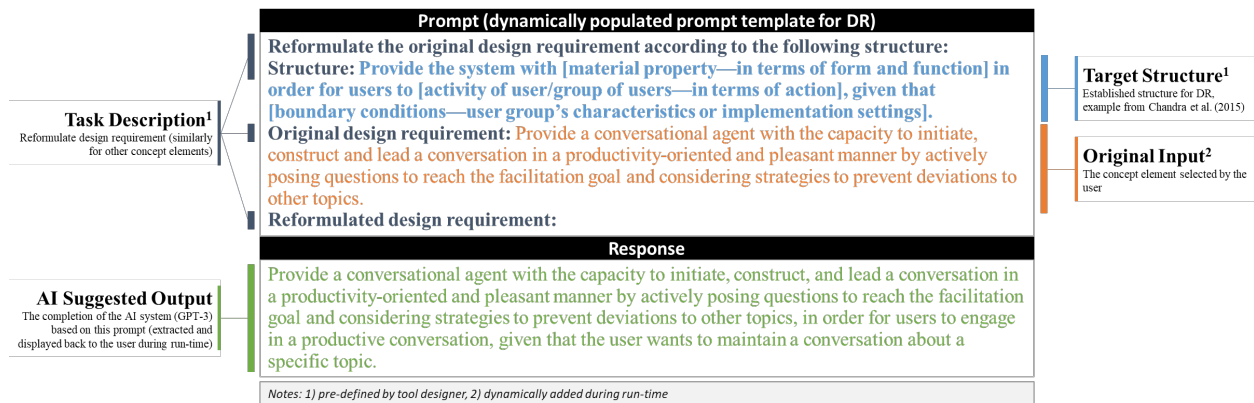 Prompt (dynamically populated prompt template for DR)
Reformulate the original design requirement according to the following structure:
Structure: Provide the system with [material property—in terms of form and function] in
order for users to [activity of user/group of users—in terms of action], given that
[boundary conditions—user group's characteristics or implementation settings].
Original design requirement: Provide a conversational agent with the capacity to initiate,
construct and lead a conversation in a productivity-oriented and pleasant manner by actively
posing questions to reach the facilitation goal and considering strategies to prevent deviations to
other topics.
Reformulated design requirement:
Task Description1
Reformulate design requirement (similarly
for other concept elements)
Target Structure1
Established structure for DR,
example from Chandra et al. (2015)
Original Input2
The concept element selected by the
user
Response
Provide a conversational agent with the capacity to initiate, construct, and lead a conversation in
a productivity-oriented and pleasant manner by actively posing questions to reach the facilitation
goal and considering strategies to prevent deviations to other topics, in order for users to engage
in a productive conversation, given that the user wants to maintain a conversation about a
specific topic.
AI Suggested Output
The completion of the AI system (GPT-3)
based on this prompt (extracted and
displayed back to the user during run-time)
Notes: 1) pre-defined by tool designer, 2) dynamically added during run-time